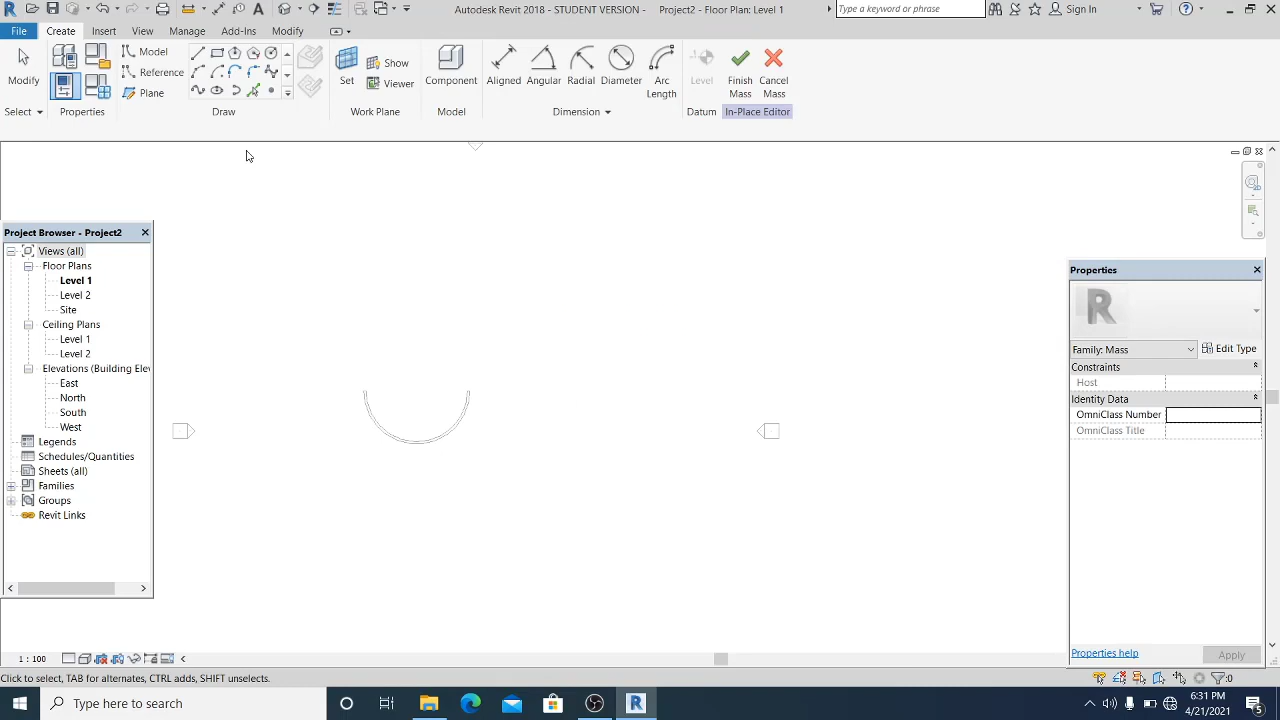 Autodesk Revit 2018 - STUDENT VERSION - Project2 - Floor Plan: Level 1
Type a keyword or phrase
Sign In
File Create Insert View Manage Add-Ins Modify
Modify
Select
Properties
Model
Reference
Plane
Draw
Set
Show
Viewer
Work Plane
Component
Model
Aligned
Angular
Radial
Diameter
Arc
Length
Dimension
Level
Datum
Finish
Mass
Cancel
Mass
In-Place Editor
Project Browser - Project2
Views (all)
Floor Plans
Level 1
Level 2
Site
Ceiling Plans
Level 1
Level 2
Elevations (Building Elev
East
North
South
West
Legends
Schedules/Quantities
Sheets (all)
Families
Groups
Revit Links
Properties
R
Family: Mass
Edit Type
Constraints
Host
Identity Data
OmniClass Number
OmniClass Title
Properties help
Apply
1 : 100
Click to select, TAB for alternates, CTRL adds, SHIFT unselects.
:0
Type here to search
6:31 PM
4/21/2021
5